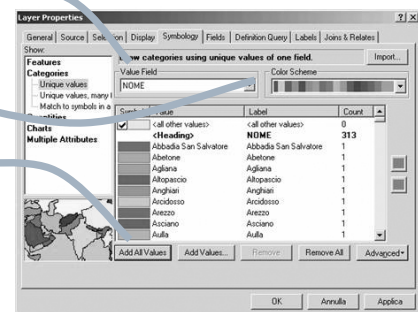 Layer Properties
General Source Selection Display Symbology Fields Definition Query Labels Joins & Relates
Show:
Features
Categories
Unique values
Unique values, many
Match to symbols in a
Quantities
Charts
Multiple Attributes
Draw categories using unique values of one field.
Import...
Value Field
NOME
Color Scheme
Symbol Value Label Count
<all other values> <all other values> 0
<Heading> NOME 313
Abbadia San Salvatore Abbadia San Salvatore 1
Abetone Abetone 1
Agliana Agliana 1
Altopascio Altopascio 1
Anghiari Anghiari 1
Arcidosso Arcidosso 1
Arezzo Arezzo 1
Asciano Asciano 1
Aulla Aulla 1
Add All Values Add Values... Remove Remove All Advanced
OK Annulla Applica